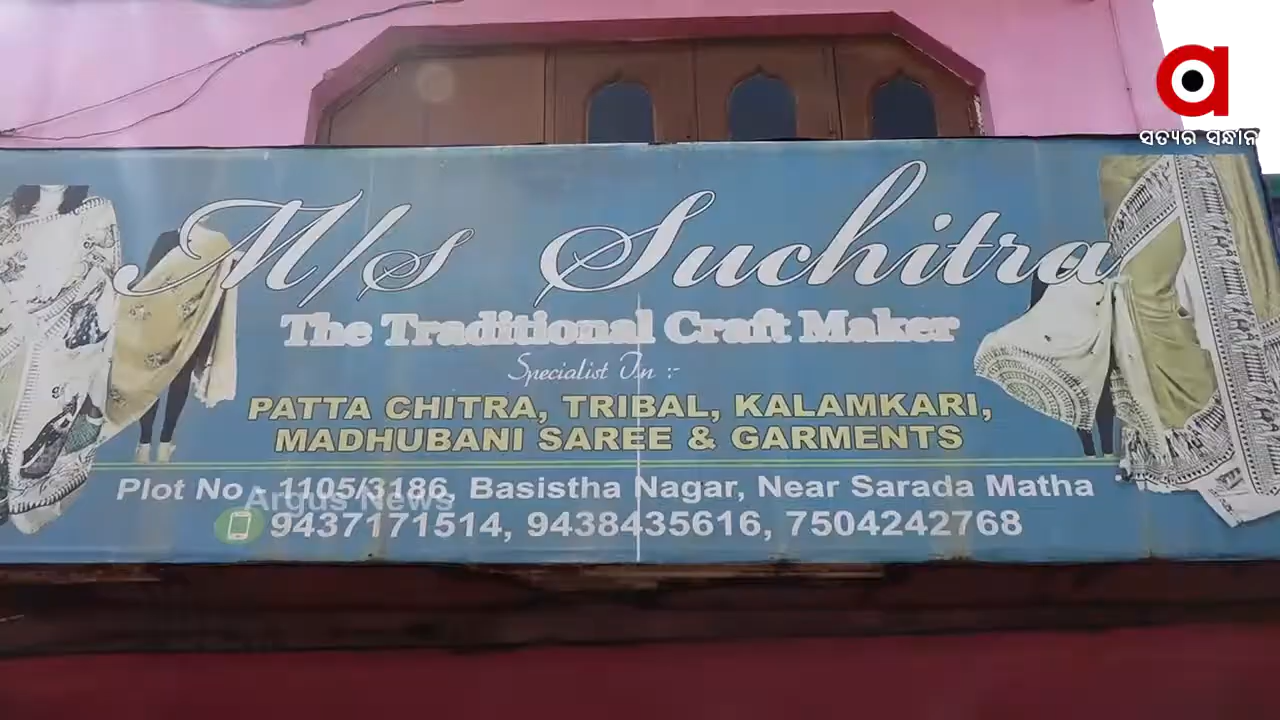 ସତ୍ୟର ସନ୍ଧାନ
M/s Suchitra
The Traditional Craft Maker
Specialist In :-
PATTA CHITRA, TRIBAL, KALAMKARI,
MADHUBANI SAREE & GARMENTS
Plot No - 1105/3186, Basistha Nagar, Near Sarada Matha
Argus News
9437171514, 9438435616, 7504242768